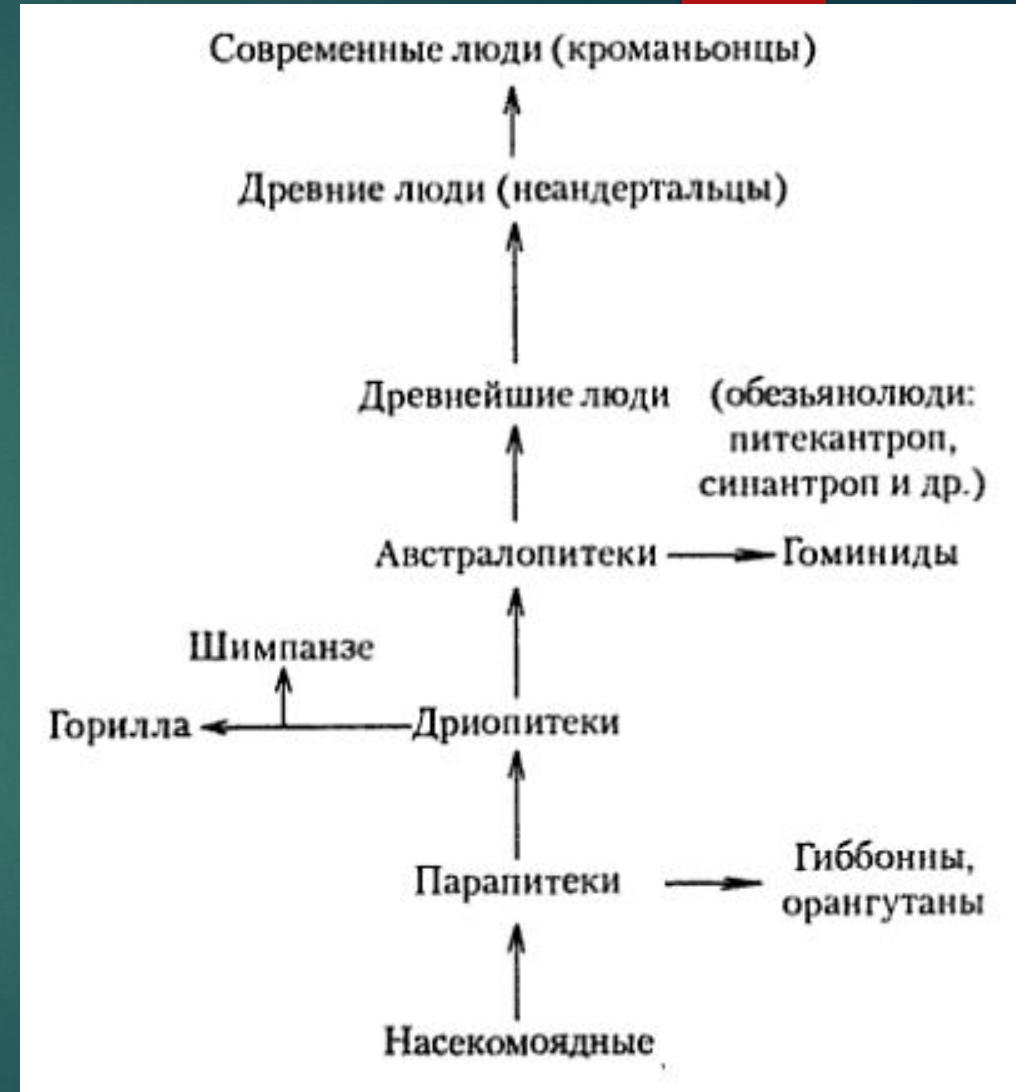 Современные люди (кроманьонцы)
Древние люди (неандертальцы)
Древнейшие люди (обезьянолюди:
питекантроп,
синантроп и др.)
Австралопитеки Гоминиды
Шимпанзе
Горилла Дриопитеки
Парапитеки
Гиббонны,
орангутаны
Насекомоядные